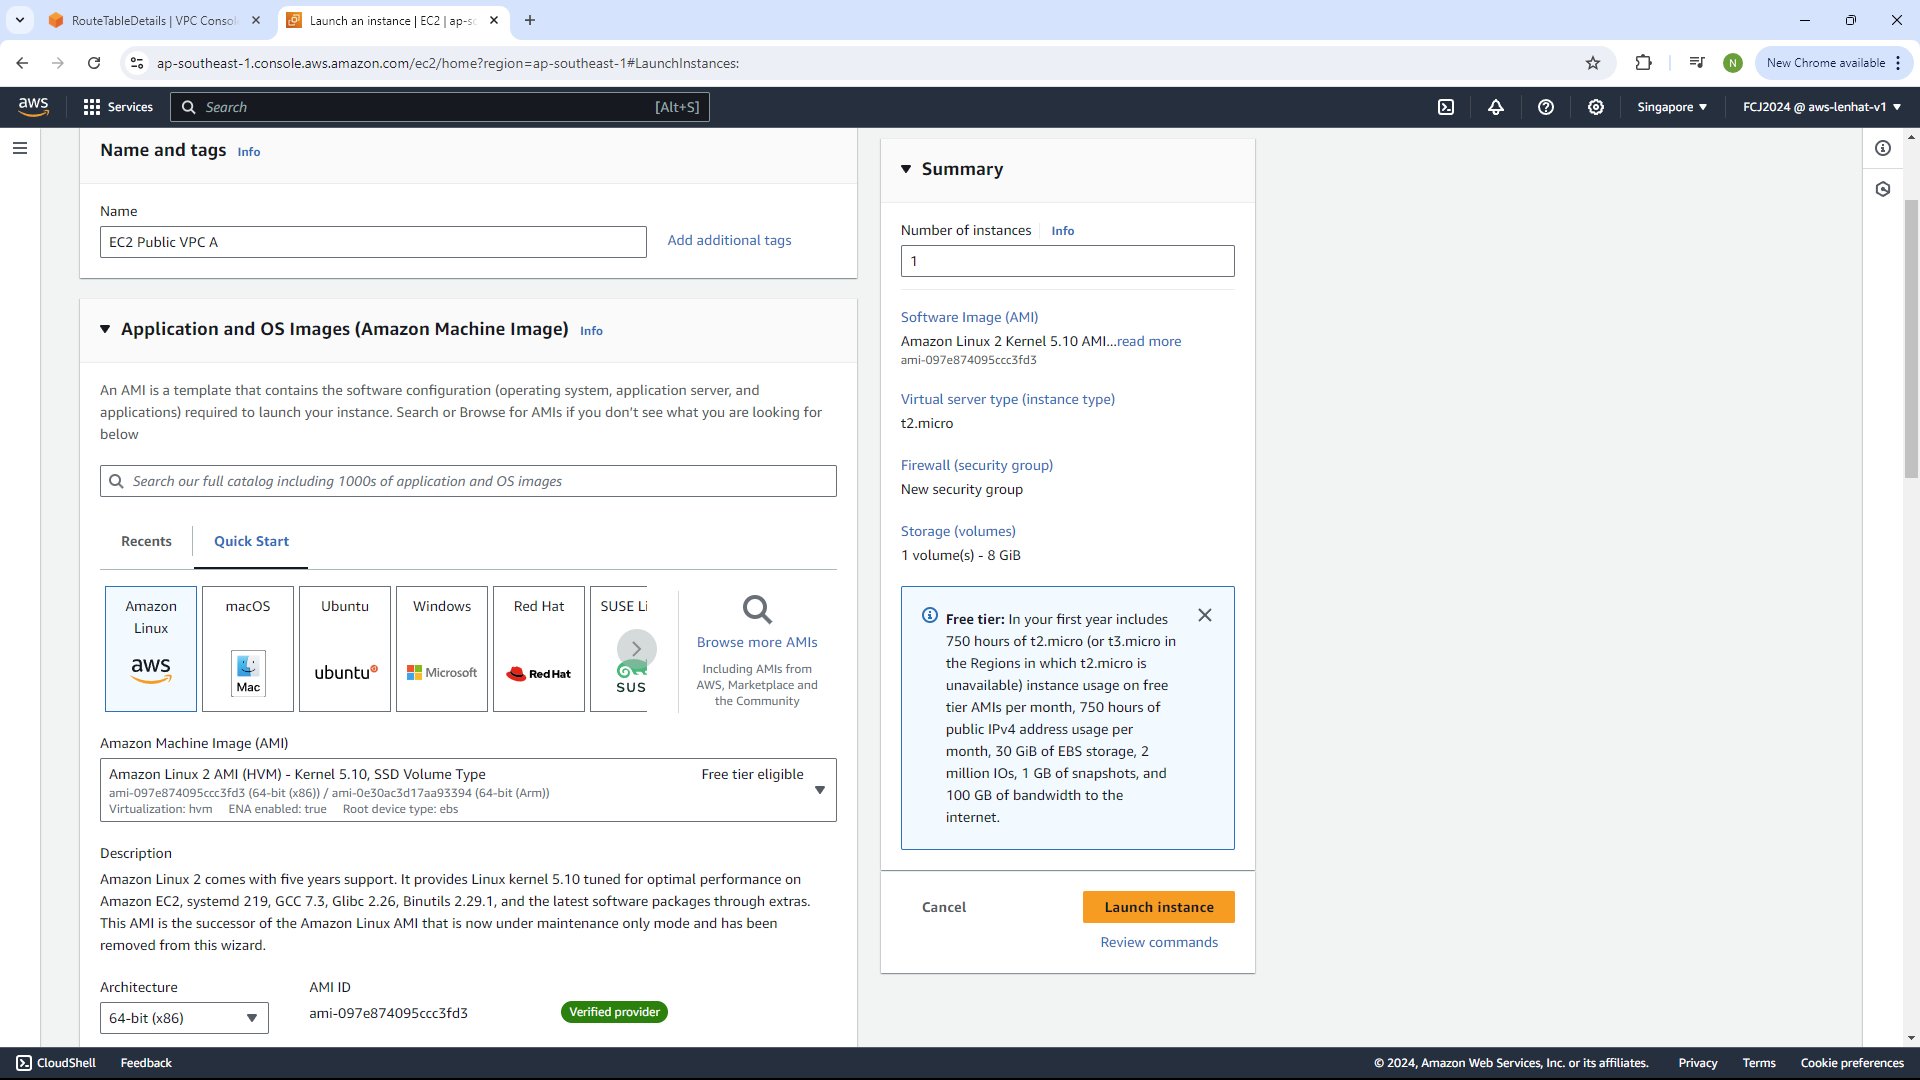 RouteTableDetails | VPC Consol
Launch an instance | EC2 | ap-so
ap-southeast-1.console.aws.amazon.com/ec2/home?region=ap-southeast-1#LaunchInstances:
N
New Chrome available
aws
Services
Search
[Alt+S]
Singapore
FCJ2024 @ aws-lenhat-v1
Name and tags Info
Name
EC2 Public VPC A
Add additional tags
Application and OS Images (Amazon Machine Image) Info
An AMI is a template that contains the software configuration (operating system, application server, and
applications) required to launch your instance. Search or Browse for AMIs if you don't see what you are looking for
below
Search our full catalog including 1000s of application and OS images
Recents
Quick Start
Amazon
Linux
aws
macOS
Mac
Ubuntu
ubuntu
Windows
Microsoft
Red Hat
Red Hat
SUSE Li
SUS
Browse more AMIs
Including AMIs from
AWS, Marketplace and
the Community
Amazon Machine Image (AMI)
Amazon Linux 2 AMI (HVM) - Kernel 5.10, SSD Volume Type
Free tier eligible
ami-097e874095ccc3fd3 (64-bit (x86)) / ami-0e30ac3d17aa93394 (64-bit (Arm))
Virtualization: hvm ENA enabled: true Root device type: ebs
Description
Amazon Linux 2 comes with five years support. It provides Linux kernel 5.10 tuned for optimal performance on
Amazon EC2, systemd 219, GCC 7.3, Glibc 2.26, Binutils 2.29.1, and the latest software packages through extras.
This AMI is the successor of the Amazon Linux AMI that is now under maintenance only mode and has been
removed from this wizard.
Architecture
64-bit (x86)
AMI ID
ami-097e874095ccc3fd3
Verified provider
Summary
Number of instances Info
1
Software Image (AMI)
Amazon Linux 2 Kernel 5.10 AMI...read more
ami-097e874095ccc3fd3
Virtual server type (instance type)
t2.micro
Firewall (security group)
New security group
Storage (volumes)
1 volume(s) - 8 GiB
Free tier: In your first year includes
750 hours of t2.micro (or t3.micro in
the Regions in which t2.micro is
unavailable) instance usage on free
tier AMIs per month, 750 hours of
public IPv4 address usage per
month, 30 GiB of EBS storage, 2
million IOs, 1 GB of snapshots, and
100 GB of bandwidth to the
internet.
Cancel
Launch instance
Review commands
CloudShell
Feedback
© 2024, Amazon Web Services, Inc. or its affiliates.
Privacy
Terms
Cookie preferences